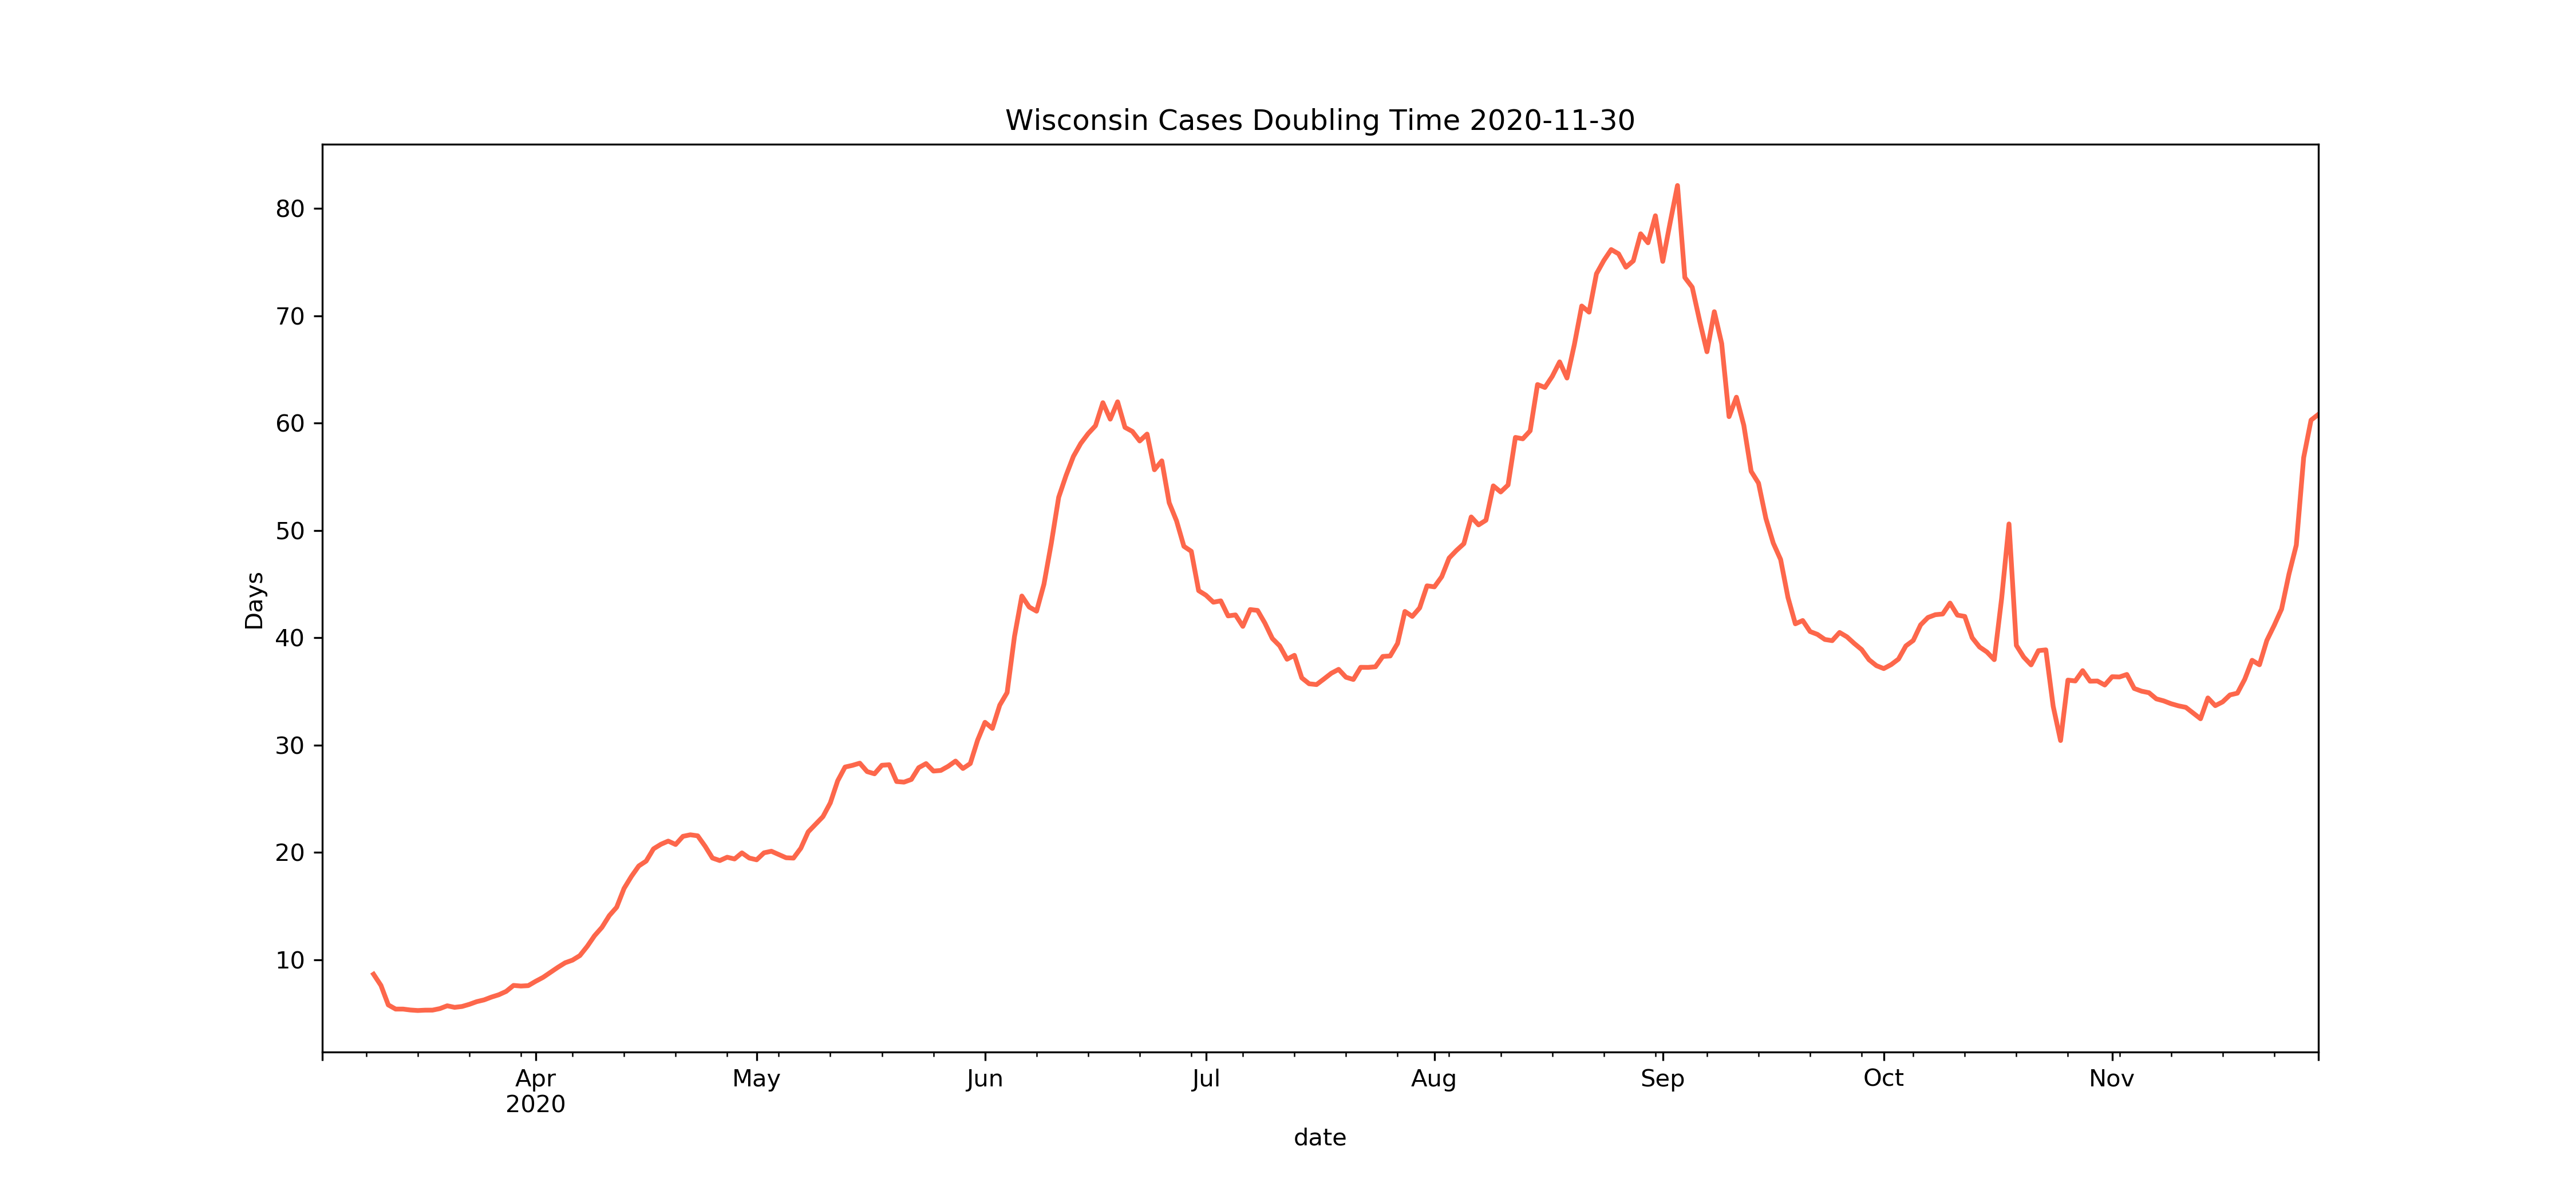 Wisconsin Cases Doubling Time 2020-11-30
80
70
60
50
40
30
20
10
Days
Apr
2020
May
Jun
Jul
Aug
Sep
Oct
Nov
date